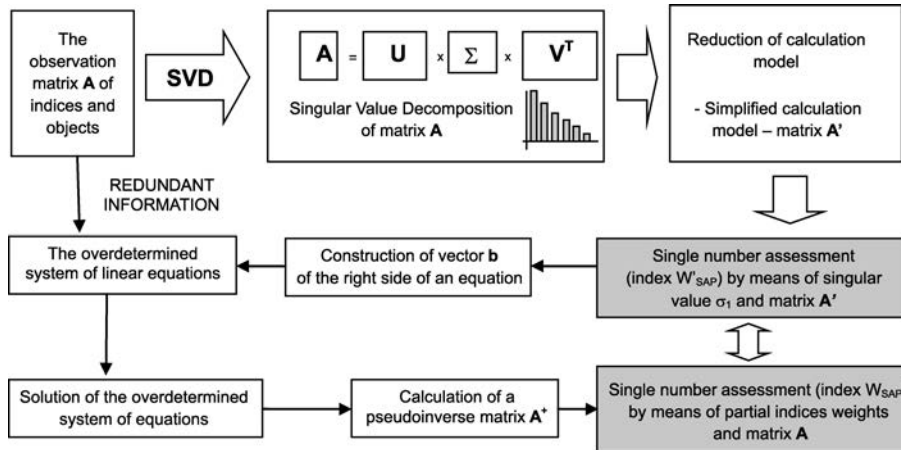 The
observation
matrix A of
indices and
objects
SVD
A = U x Σ x Vᵀ
Singular Value Decomposition
of matrix A
Reduction of calculation
model
- Simplified calculation
model – matrix A'
REDUNDANT
INFORMATION
The overdetermined
system of linear equations
Construction of vector b
of the right side of an equation
Single number assessment
(index W'SAP) by means of singular
value σ₁ and matrix A'
Solution of the overdetermined
system of equations
Calculation of a
pseudoinverse matrix A⁺
Single number assessment (index WSAP
by means of partial indices weights
and matrix A